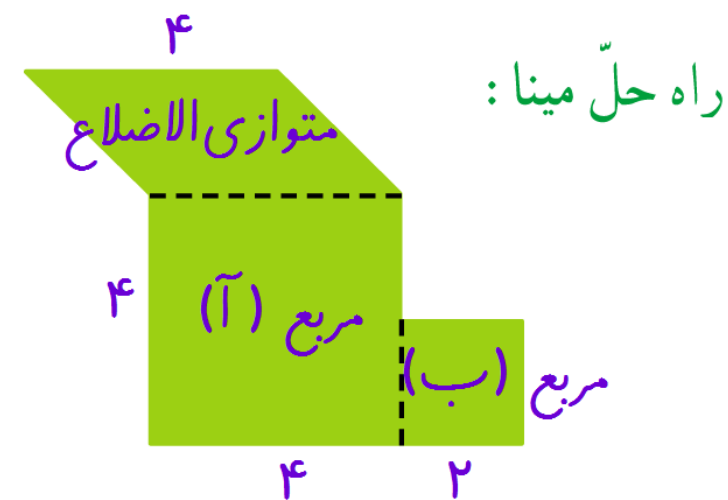 راه حلّ مینا :
۴
متوازی الاضلاع
۴
مربع (آ)
مربع (ب)
۴
۲